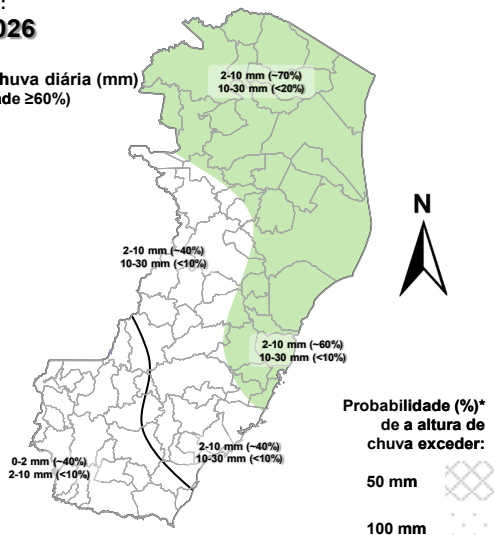 026
huva diária (mm)
ade ≥60%)
2-10 mm (~70%)
10-30 mm (<20%)
N
2-10 mm (~40%)
10-30 mm (<10%)
2-10 mm (~60%)
10-30 mm (<10%)
Probabilidade (%)*
de a altura de
chuva exceder:
50 mm
100 mm
0-2 mm (~40%)
2-10 mm (<10%)
2-10 mm (~40%)
10-30 mm (<10%)